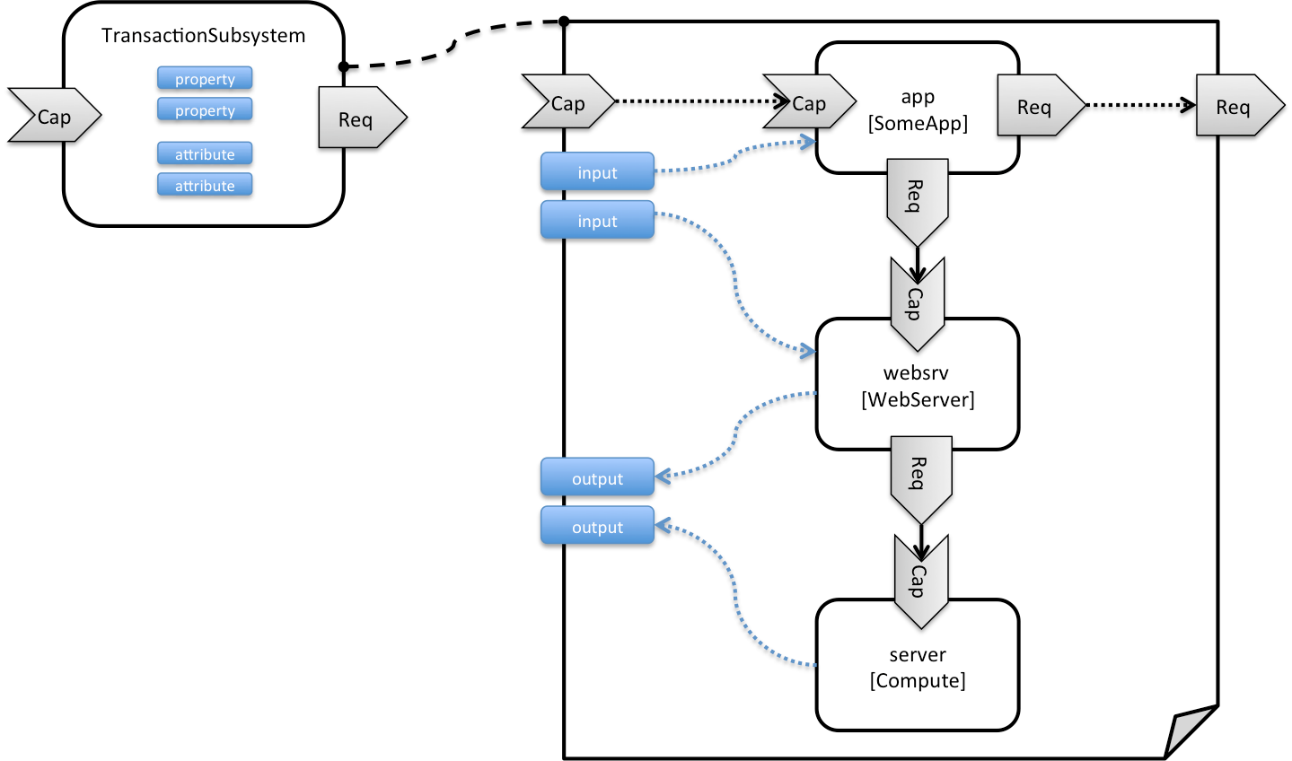 TransactionSubsystem
property
property
attribute
attribute
Cap
Req
Cap
Cap
app
[SomeApp]
Req
Req
input
input
Req
Cap
websrv
[WebServer]
output
output
Req
Cap
server
[Compute]